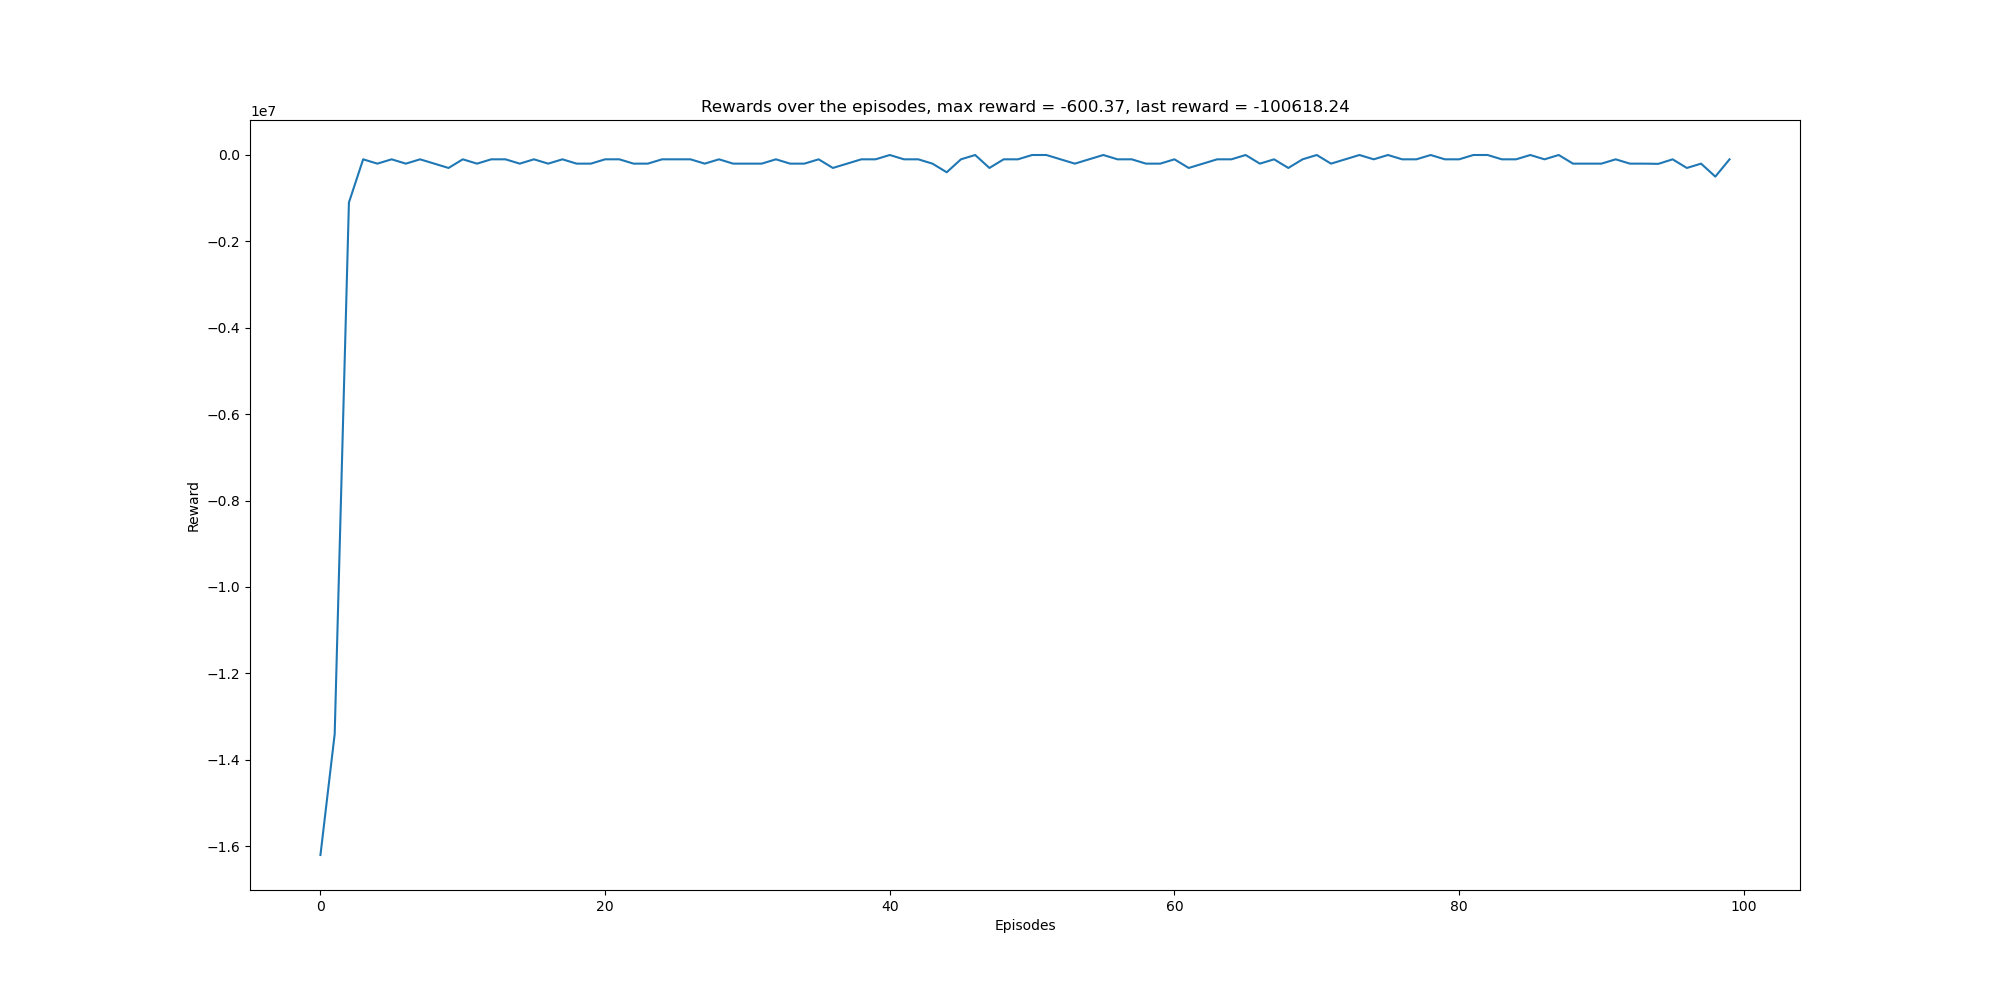 Rewards over the episodes, max reward = -600.37, last reward = -100618.24
1e7
0.0
−0.2
−0.4
−0.6
−0.8
−1.0
−1.2
−1.4
−1.6
Reward
0 20 40 60 80 100
Episodes